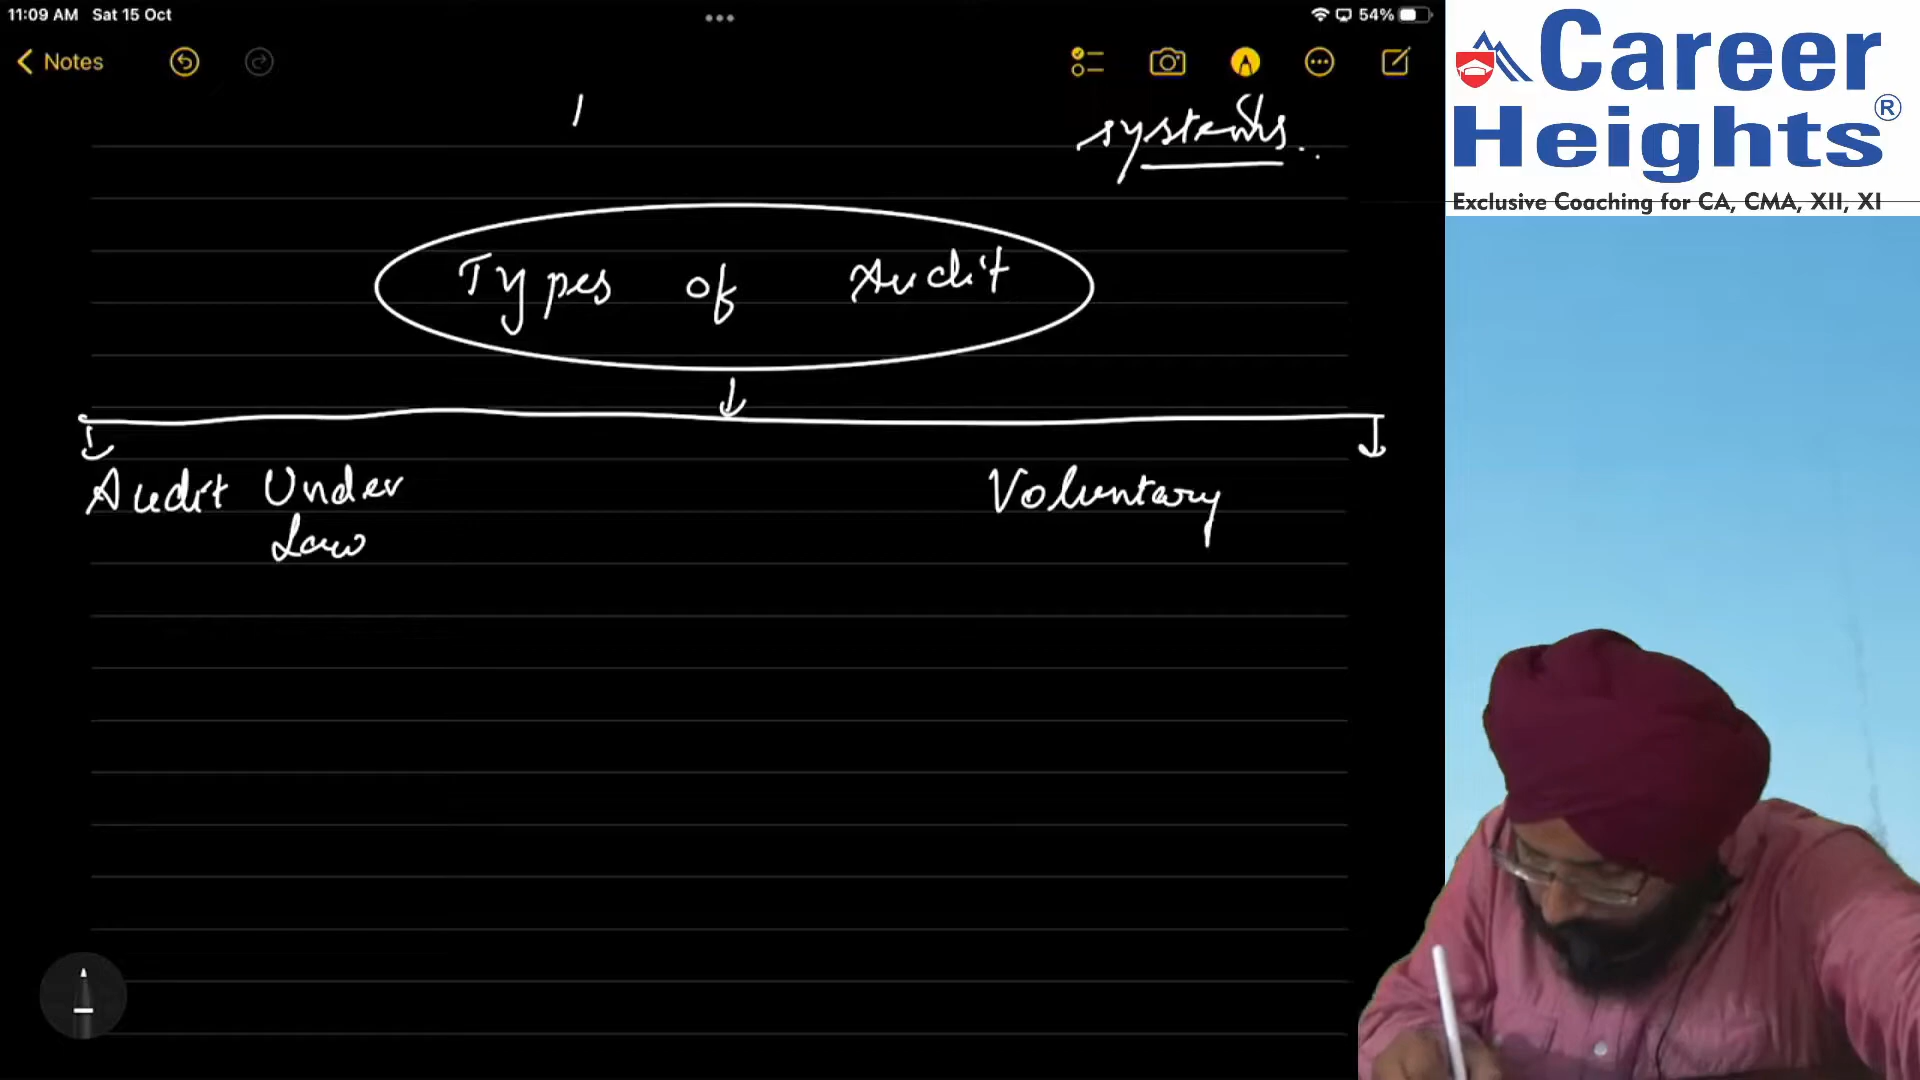 11:09 AM Sat 15 Oct
54%
Notes
systems..
Types of Audit
Audit Under
Law
Voluntary
Career
Heights®
Exclusive Coaching for CA, CMA, XII, XI